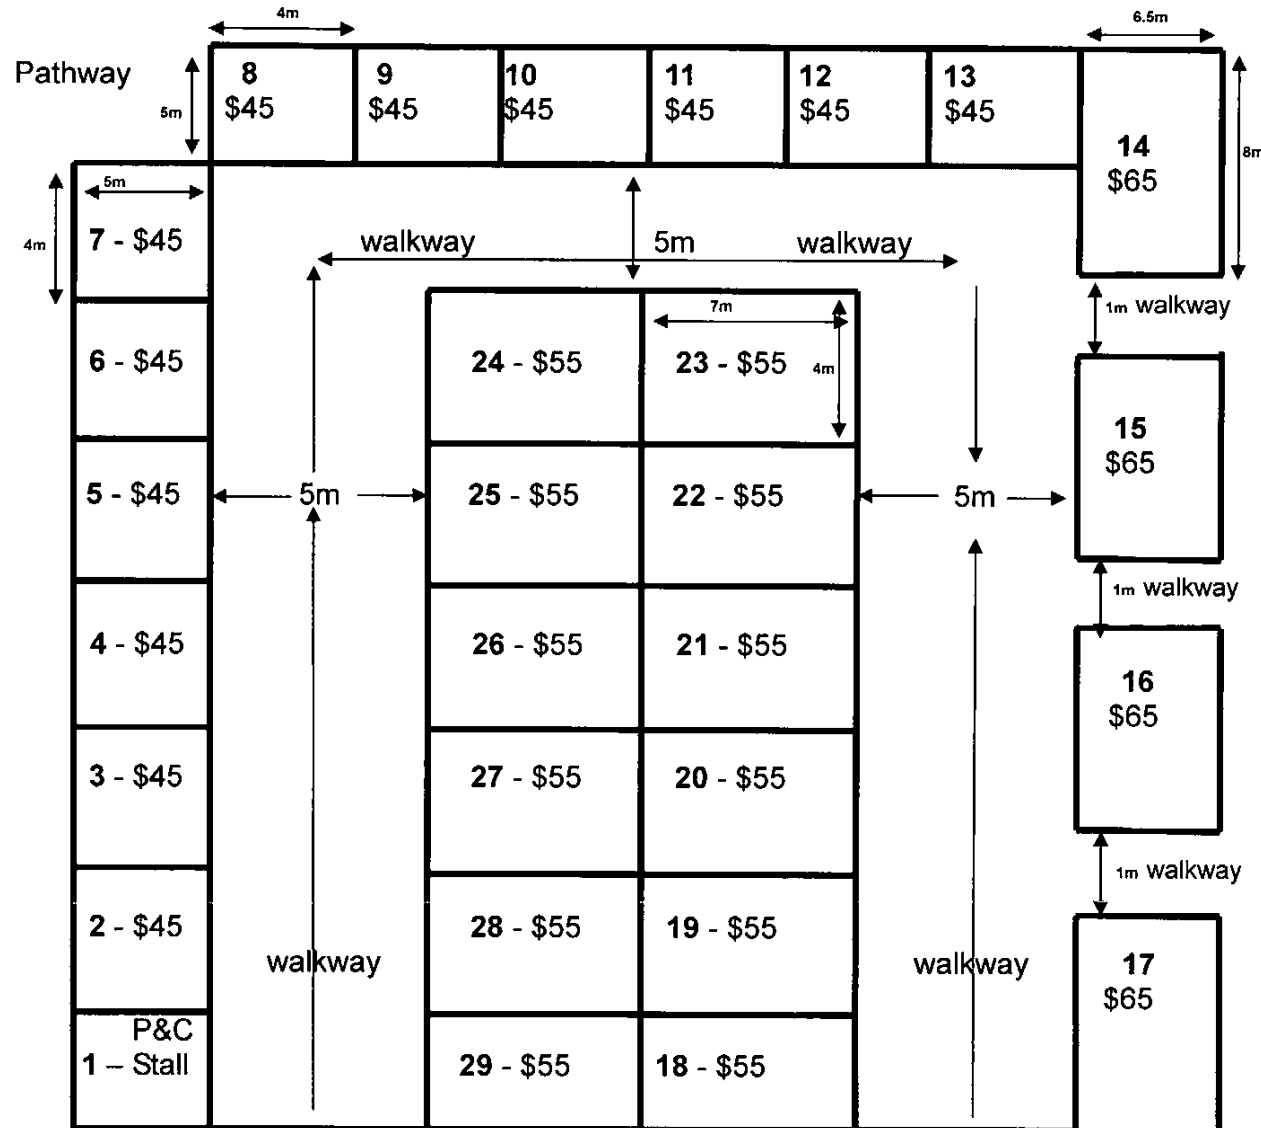 4m
6.5m
Pathway
8
$45
9
$45
10
$45
11
$45
12
$45
13
$45
5m
14
$65
8m
5m
4m
7 - $45
walkway
5m
walkway
1m walkway
7m
6 - $45
24 - $55
23 - $55
4m
15
$65
5 - $45
5m
25 - $55
22 - $55
5m
1m walkway
4 - $45
26 - $55
21 - $55
16
$65
3 - $45
27 - $55
20 - $55
1m walkway
2 - $45
28 - $55
19 - $55
walkway
walkway
17
$65
P&C
1 – Stall
29 - $55
18 - $55